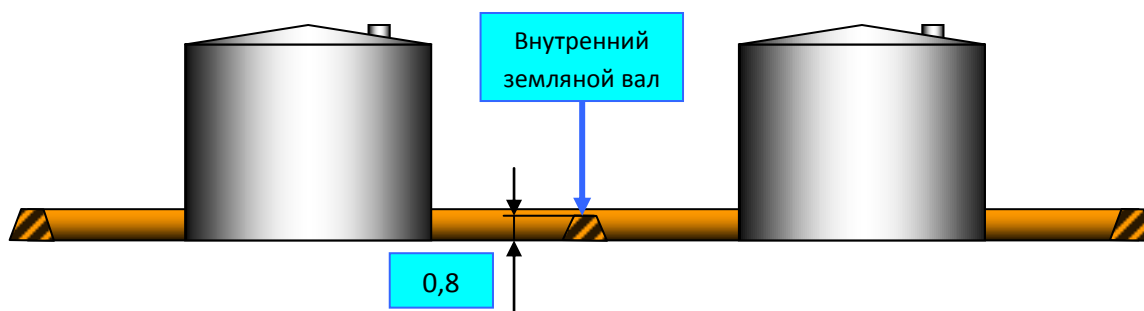 Внутренний
земляной вал
0,8